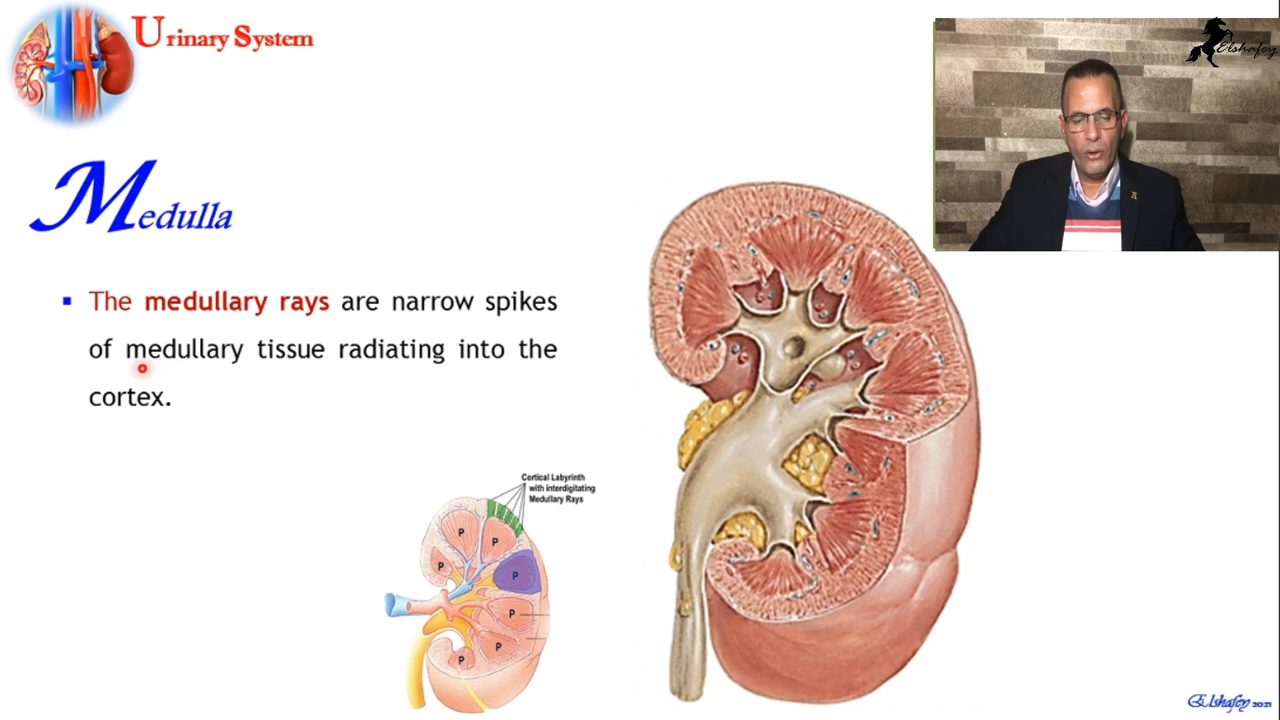 Urinary System
Elshafey
Medulla
▪ The medullary rays are narrow spikes
of medullary tissue radiating into the
cortex.
Cortical Labyrinth
with interdigitating
Medullary Rays
P
P
P
P
P
P
P
Elshafey 2021